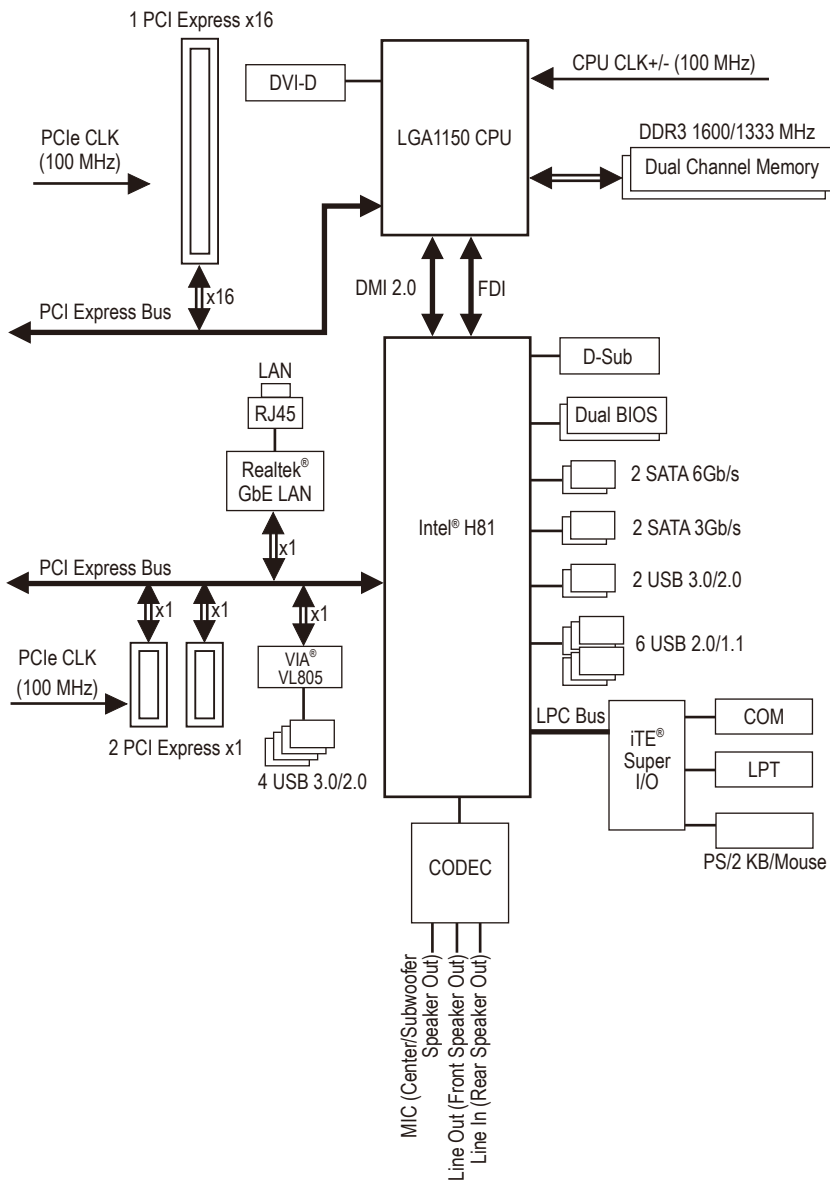 1 PCI Express x16
CPU CLK+/- (100 MHz)
DVI-D
LGA1150 CPU
PCIe CLK
(100 MHz)
DDR3 1600/1333 MHz
Dual Channel Memory
x16
DMI 2.0
FDI
PCI Express Bus
D-Sub
LAN
RJ45
Dual BIOS
Realtek®
GbE LAN
2 SATA 6Gb/s
Intel® H81
2 SATA 3Gb/s
x1
PCI Express Bus
2 USB 3.0/2.0
x1
x1
x1
6 USB 2.0/1.1
PCIe CLK
(100 MHz)
VIA®
VL805
2 PCI Express x1
4 USB 3.0/2.0
LPC Bus
iTE®
Super
I/O
COM
LPT
PS/2 KB/Mouse
CODEC
MIC (Center/Subwoofer
Speaker Out)
Line Out (Front Speaker Out)
Line In (Rear Speaker Out)